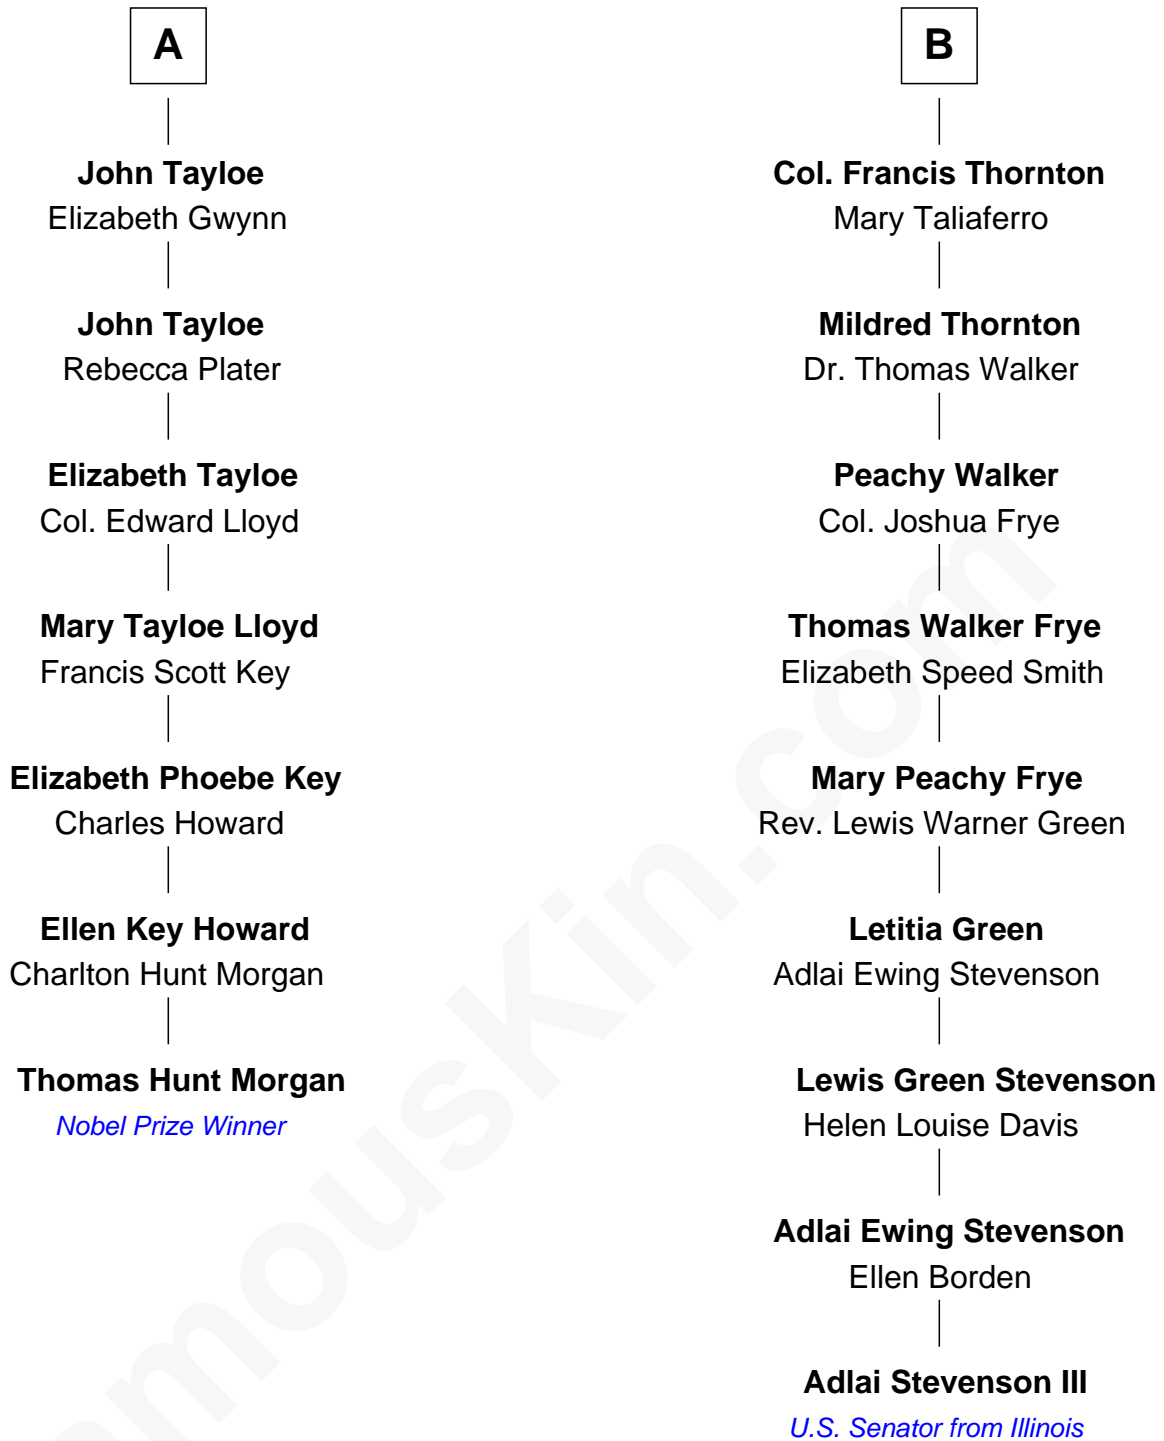 A
John Tayloe
Elizabeth Gwynn
John Tayloe
Rebecca Plater
Elizabeth Tayloe
Col. Edward Lloyd
Mary Tayloe Lloyd
Francis Scott Key
Elizabeth Phoebe Key
Charles Howard
Ellen Key Howard
Charlton Hunt Morgan
Thomas Hunt Morgan
Nobel Prize Winner
B
Col. Francis Thornton
Mary Taliaferro
Mildred Thornton
Dr. Thomas Walker
Peachy Walker
Col. Joshua Frye
Thomas Walker Frye
Elizabeth Speed Smith
Mary Peachy Frye
Rev. Lewis Warner Green
Letitia Green
Adlai Ewing Stevenson
Lewis Green Stevenson
Helen Louise Davis
Adlai Ewing Stevenson
Ellen Borden
Adlai Stevenson III
U.S. Senator from Illinois
amouskin.com